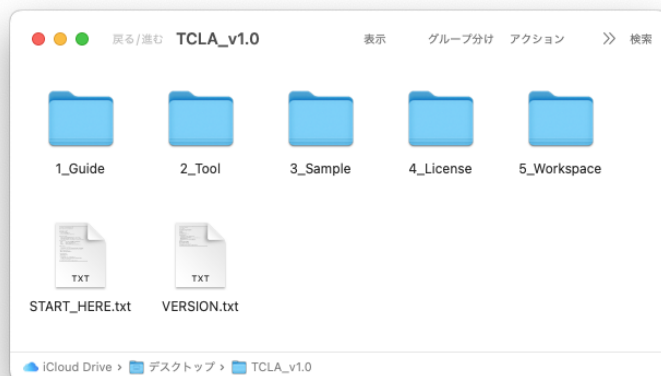 戻る/進む TCLA_v1.0 表示 グループ分け アクション 検索
1_Guide 2_Tool 3_Sample 4_License 5_Workspace
TXT TXT
START_HERE.txt VERSION.txt
iCloud Drive › デスクトップ › TCLA_v1.0